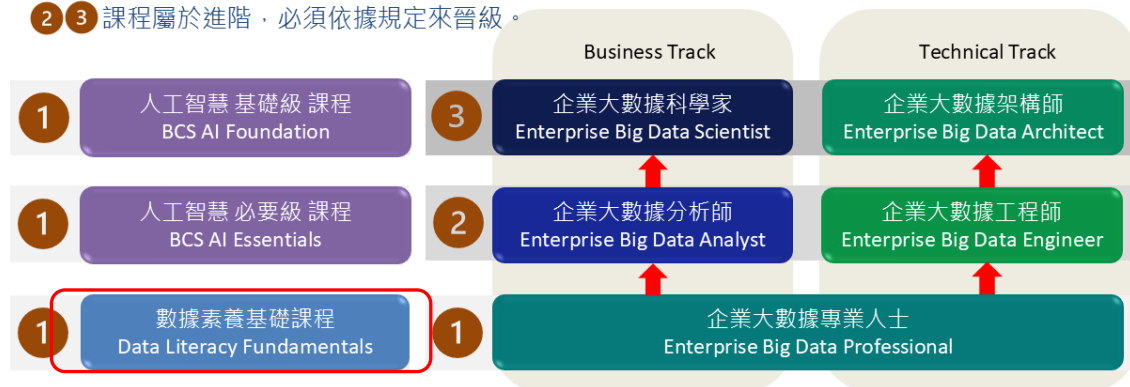 2 3 課程屬於進階，必須依據規定來晉級。
Business Track
Technical Track
1
人工智慧 基礎級 課程
BCS AI Foundation
3
企業大數據科學家
Enterprise Big Data Scientist
企業大數據架構師
Enterprise Big Data Architect
1
人工智慧 必要級 課程
BCS AI Essentials
2
企業大數據分析師
Enterprise Big Data Analyst
企業大數據工程師
Enterprise Big Data Engineer
1
數據素養基礎課程
Data Literacy Fundamentals
1
企業大數據專業人士
Enterprise Big Data Professional